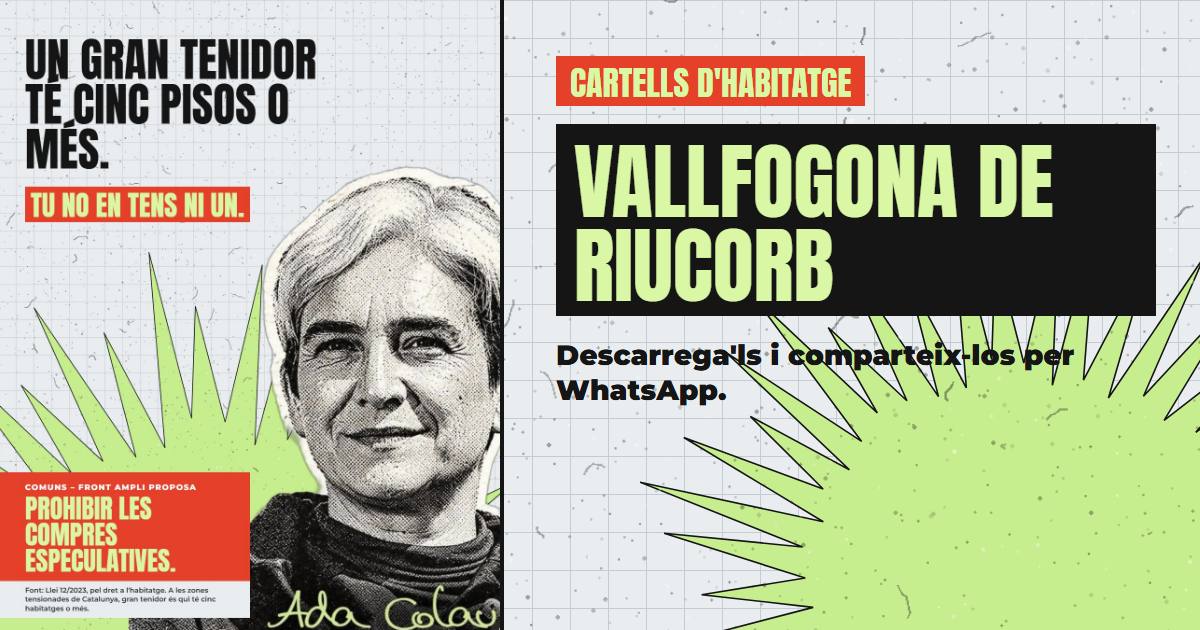 UN GRAN TENIDOR
TÉ CINC PISOS O
MÉS.
TU NO EN TENS NI UN.
COMUNS – FRONT AMPLI PROPOSA
PROHIBIR LES
COMPRES
ESPECULATIVES.
Font: Llei 12/2023, pel dret a l'habitatge. A les zones
tensionades de Catalunya, gran tenidor és qui té cinc
habitatges o més.
Ada Colau
CARTELLS D'HABITATGE
VALLFOGONA DE
RIUCORB
Descarrega'ls i comparteix-los per
WhatsApp.